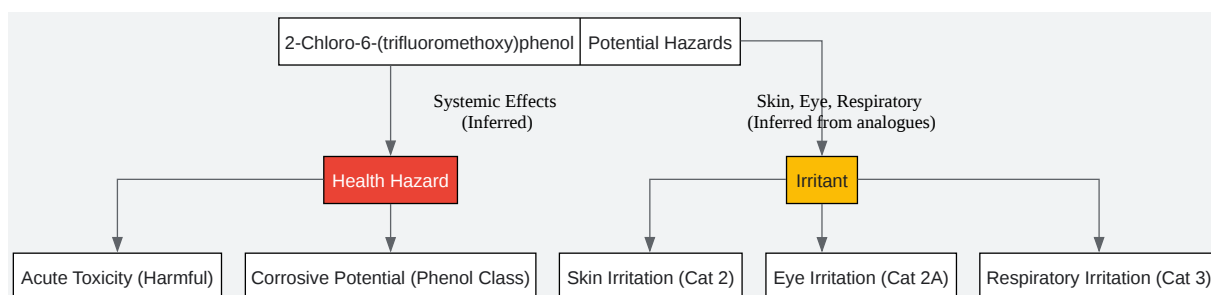 2-Chloro-6-(trifluoromethoxy)phenol
Potential Hazards
Systemic Effects
(Inferred)
Skin, Eye, Respiratory
(Inferred from analogues)
Health Hazard
Irritant
Acute Toxicity (Harmful)
Corrosive Potential (Phenol Class)
Skin Irritation (Cat 2)
Eye Irritation (Cat 2A)
Respiratory Irritation (Cat 3)